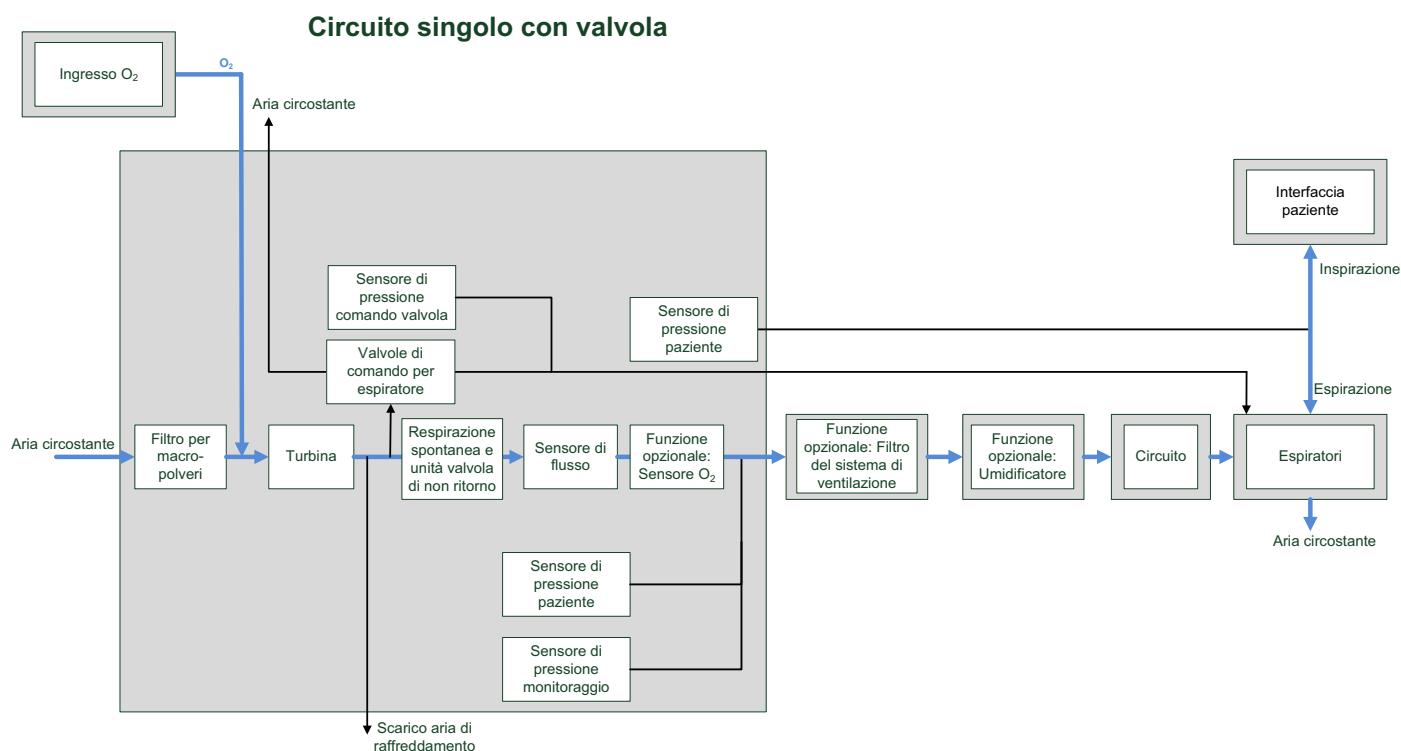 Circuito singolo con valvola
Ingresso O₂
O₂
Aria circostante
Interfaccia
paziente
Inspirazione
Sensore di
pressione
comando valvola
Sensore di
pressione
paziente
Valvole di
comando per
espiratore
Espirazione
Aria circostante
Filtro per
macro-
polveri
Turbina
Respirazione
spontanea e
unità valvola
di non ritorno
Sensore di
flusso
Funzione
opzionale:
Sensore O₂
Funzione
opzionale: Filtro
del sistema di
ventilazione
Funzione
opzionale:
Umidificatore
Circuito
Espiratori
Aria circostante
Sensore di
pressione
paziente
Sensore di
pressione
monitoraggio
Scarico aria di
raffreddamento